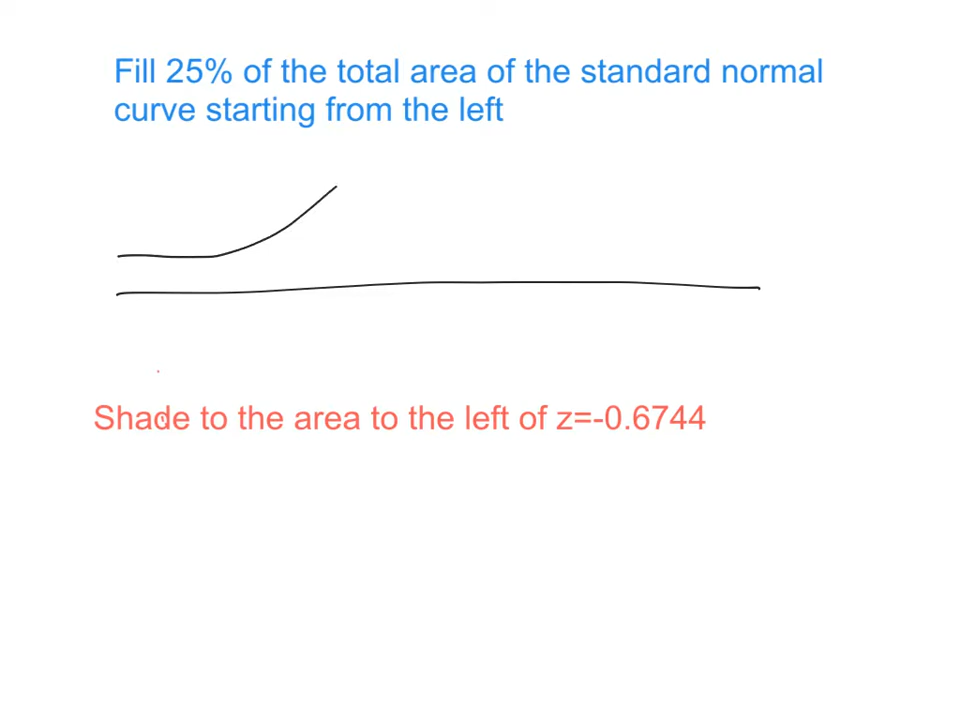 Fill 25% of the total area of the standard normal
curve starting from the left
Shade to the area to the left of z=-0.6744